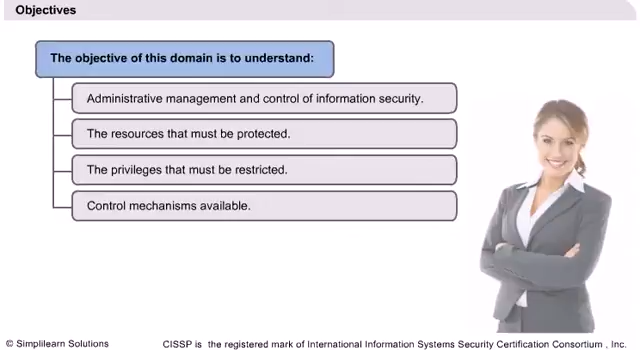 Objectives
The objective of this domain is to understand:
Administrative management and control of information security.
The resources that must be protected.
The privileges that must be restricted.
Control mechanisms available.
© Simplilearn Solutions
CISSP is the registered mark of International Information Systems Security Certification Consortium , Inc.